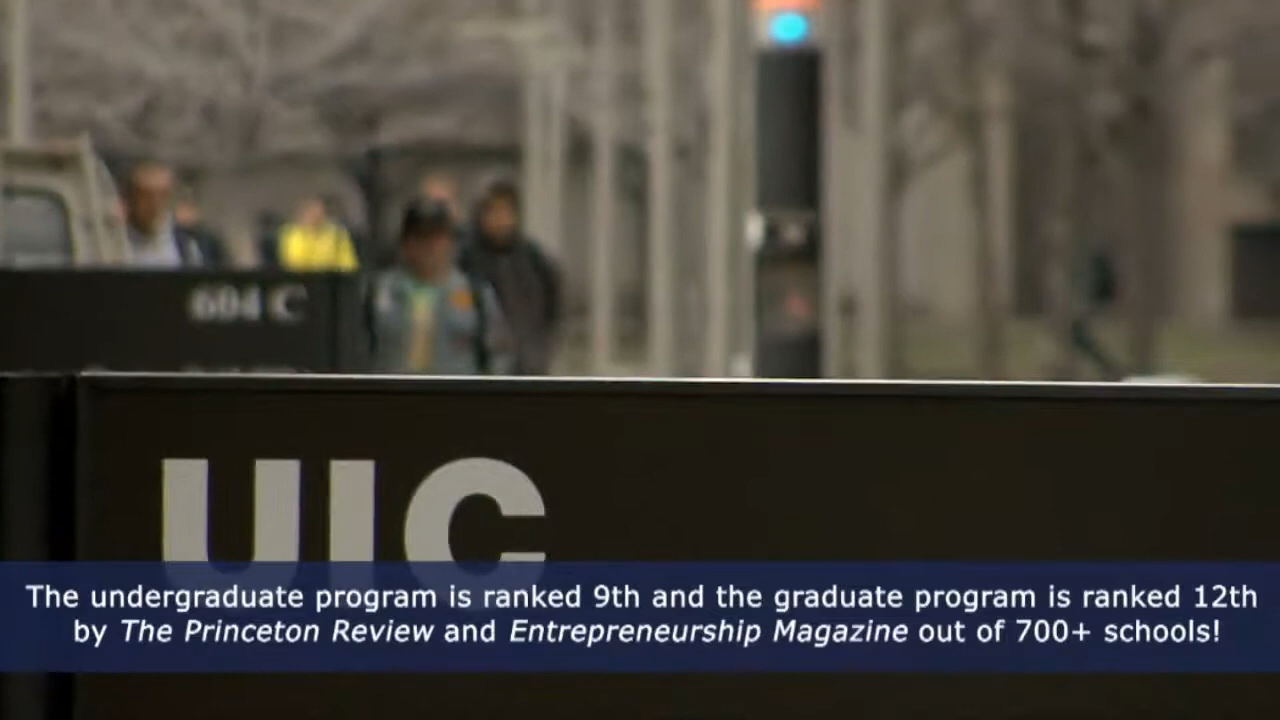 604 C
UIC
The undergraduate program is ranked 9th and the graduate program is ranked 12th
by The Princeton Review and Entrepreneurship Magazine out of 700+ schools!